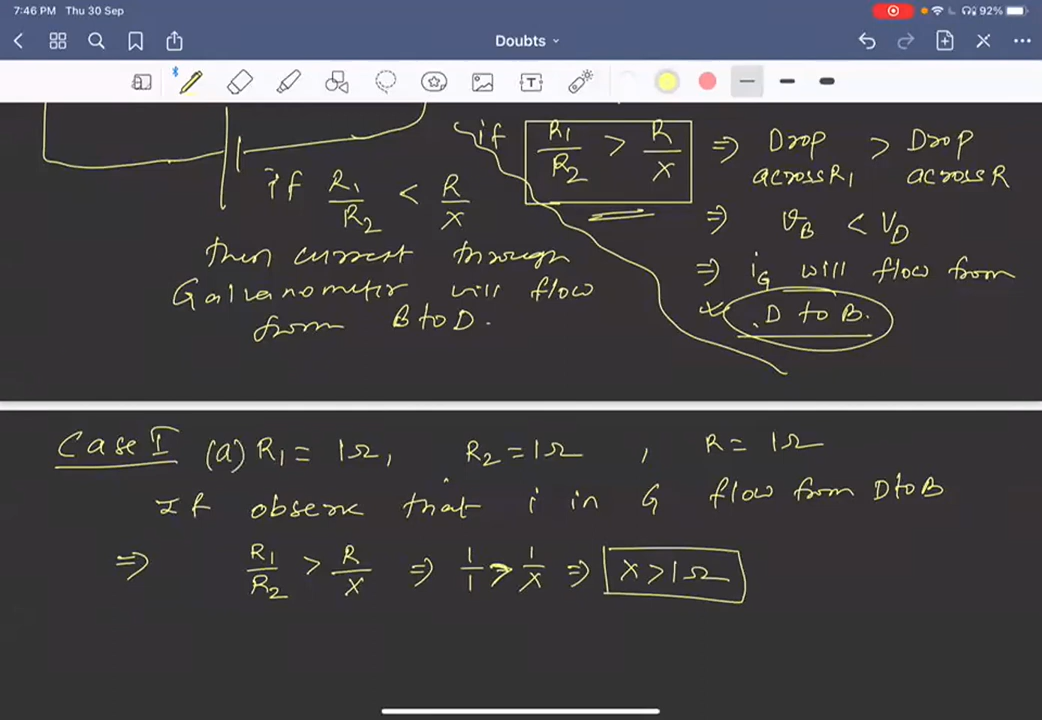 7:46 PM Thu 30 Sep
92%
Doubts
if R1/R2 > R/x ⇒ Drop across R1 > Drop across R
⇒ VB < VD
⇒ iG will flow from
D to B.
if R1/R2 < R/x
then current through
Galvanometer will flow
from B to D.
Case I (a) R1 = 1Ω, R2 = 1Ω , R = 1Ω
If observe that i in G flow from D to B
⇒ R1/R2 > R/x ⇒ 1/1 > 1/x ⇒ x > 1Ω